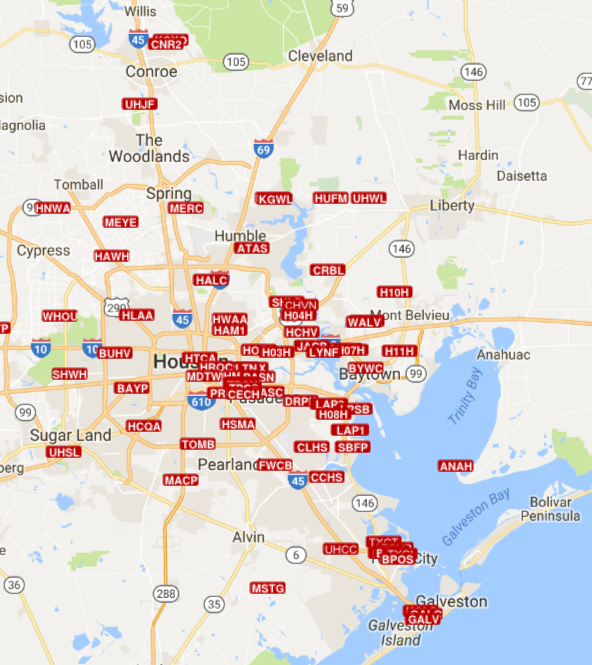 Willis
59
45
105
CNR2
Conroe
105
Cleveland
146
77
UHJF
105
Moss Hill
The
Woodlands
69
Hardin
Daisetta
Tomball
Spring
KGWL
HUFM
UHWL
HNWA
MERC
Liberty
MEYE
Humble
ATAS
146
Cypress
HAWH
CRBL
HALC
H10H
290
CHVN
WHOU
HLAA
45
HWAA
H04H
Mont Belvieu
WALV
HAM1
HCHV
10
10
BUHV
HTCA
H03H
LYNF
H11H
Anahuac
SHWH
BYWC
Baytown
99
BAYP
610
CECH
Trinity Bay
99
H08H
HCQA
HSMA
LAP1
Sugar Land
UHSL
TOMB
CLHS
SBFP
Pearland
FWCB
ANAH
MACP
45
CCHS
146
Galveston Bay
Bolivar
Peninsula
Alvin
6
UHCC
City
BPOS
36
MSTG
288
35
Galveston
GALV
Galveston
Island